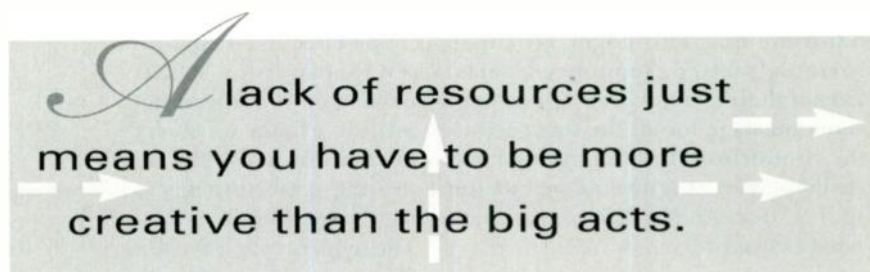 A lack of resources just
means you have to be more
creative than the big acts.